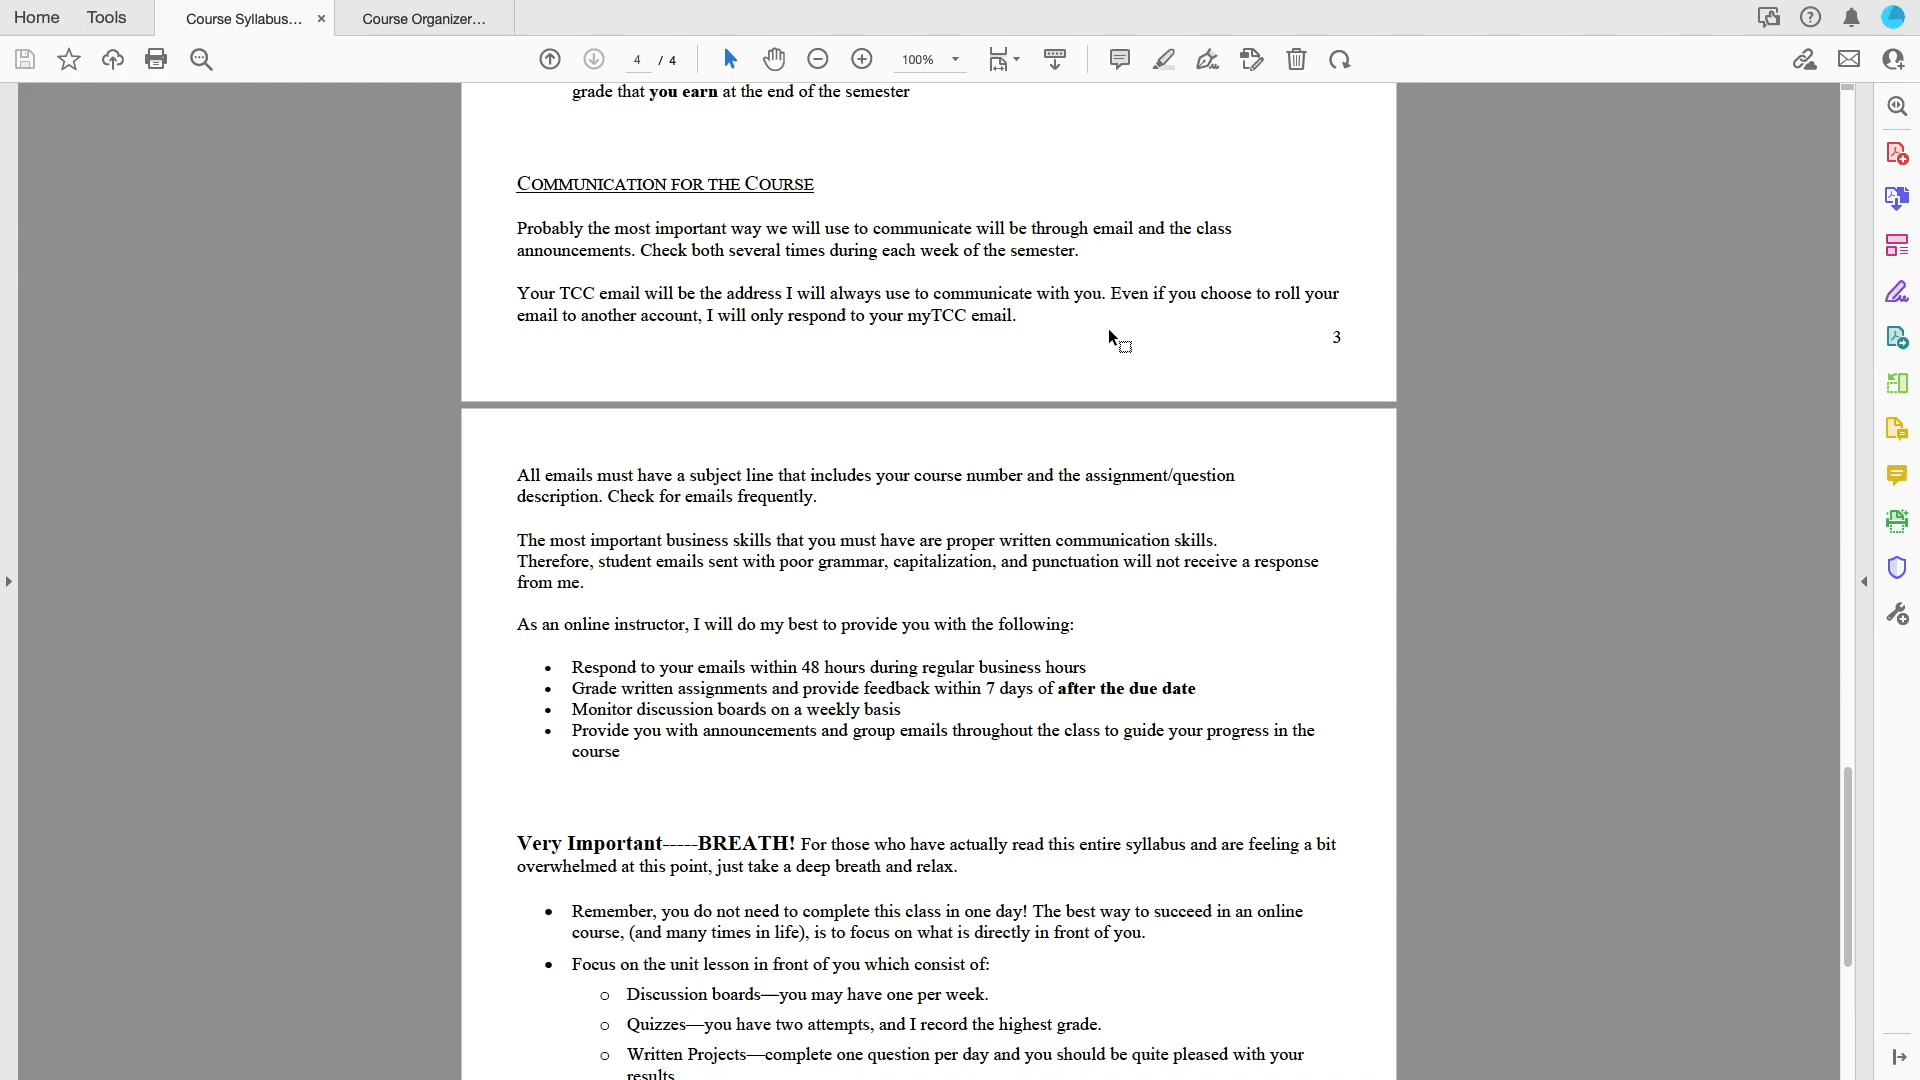 Home Tools Course Syllabus... × Course Organizer...
4 / 4 100%
grade that you earn at the end of the semester
COMMUNICATION FOR THE COURSE
Probably the most important way we will use to communicate will be through email and the class
announcements. Check both several times during each week of the semester.
Your TCC email will be the address I will always use to communicate with you. Even if you choose to roll your
email to another account, I will only respond to your myTCC email.
3
All emails must have a subject line that includes your course number and the assignment/question
description. Check for emails frequently.
The most important business skills that you must have are proper written communication skills.
Therefore, student emails sent with poor grammar, capitalization, and punctuation will not receive a response
from me.
As an online instructor, I will do my best to provide you with the following:
• Respond to your emails within 48 hours during regular business hours
• Grade written assignments and provide feedback within 7 days of after the due date
• Monitor discussion boards on a weekly basis
• Provide you with announcements and group emails throughout the class to guide your progress in the
course
Very Important-----BREATH! For those who have actually read this entire syllabus and are feeling a bit
overwhelmed at this point, just take a deep breath and relax.
• Remember, you do not need to complete this class in one day! The best way to succeed in an online
course, (and many times in life), is to focus on what is directly in front of you.
• Focus on the unit lesson in front of you which consist of:
o Discussion boards—you may have one per week.
o Quizzes—you have two attempts, and I record the highest grade.
o Written Projects—complete one question per day and you should be quite pleased with your
results.